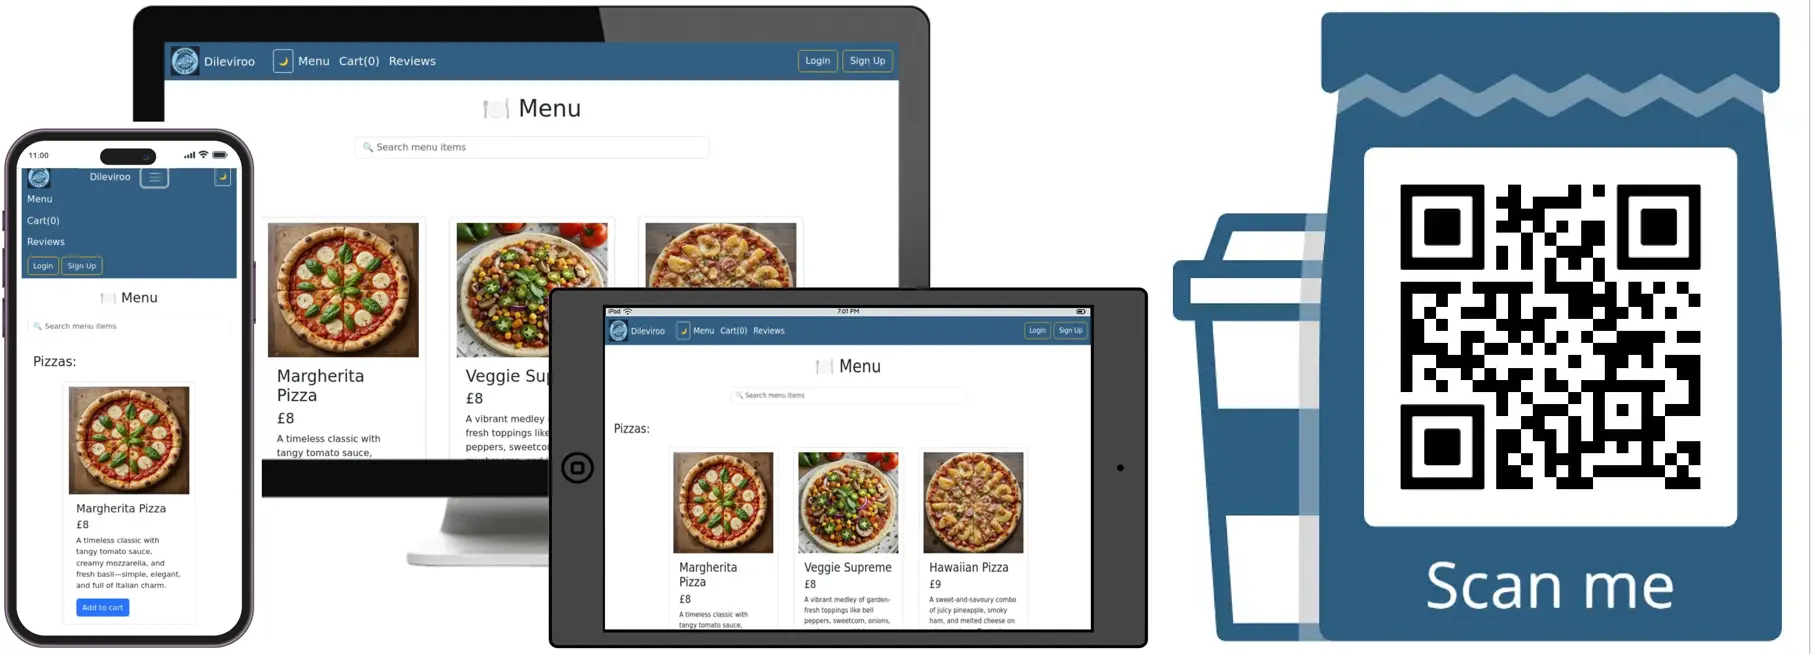 Dileviroo
Menu
Cart(0)
Reviews
Login
Sign Up
Menu
Search menu items
Margherita
Pizza
£8
A timeless classic with
tangy tomato sauce,
Veggie Sup
£8
A vibrant medley
fresh toppings like
peppers, sweetcorn
11:00
Dileviroo
Menu
Cart(0)
Reviews
Login
Sign Up
Menu
Search menu items
Pizzas:
Margherita Pizza
£8
A timeless classic with
tangy tomato sauce,
creamy mozzarella, and
fresh basil—simple, elegant,
and full of Italian charm.
Add to cart
iPod
7:01 PM
Dileviroo
Menu
Cart(0)
Reviews
Login
Sign Up
Menu
Search menu items
Pizzas:
Margherita
Pizza
£8
A timeless classic with
tangy tomato sauce,
Veggie Supreme
£8
A vibrant medley of garden-
fresh toppings like bell
peppers, sweetcorn, onions,
Hawaiian Pizza
£9
A sweet-and-savoury combo
of juicy pineapple, smoky
ham, and melted cheese on
Scan me